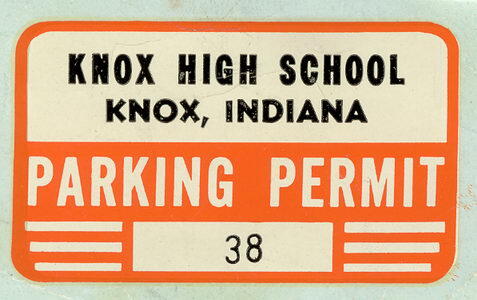 KNOX HIGH SCHOOL
KNOX, INDIANA
PARKING PERMIT
38